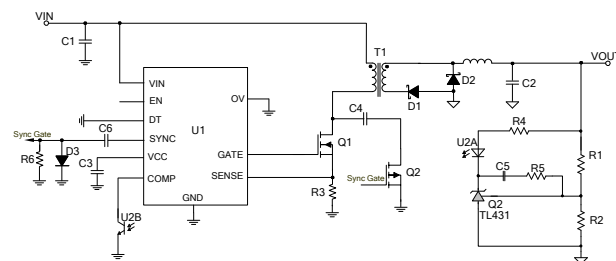 VIN
VOUT
C1
T1
D2
C2
D1
C4
VIN
EN
DT
SYNC
VCC
COMP
OV
GATE
SENSE
GND
U1
Sync Gate
C6
D3
R6
C3
U2B
Q1
Sync Gate
Q2
R3
R4
U2A
R1
C5
R5
Q2
TL431
R2